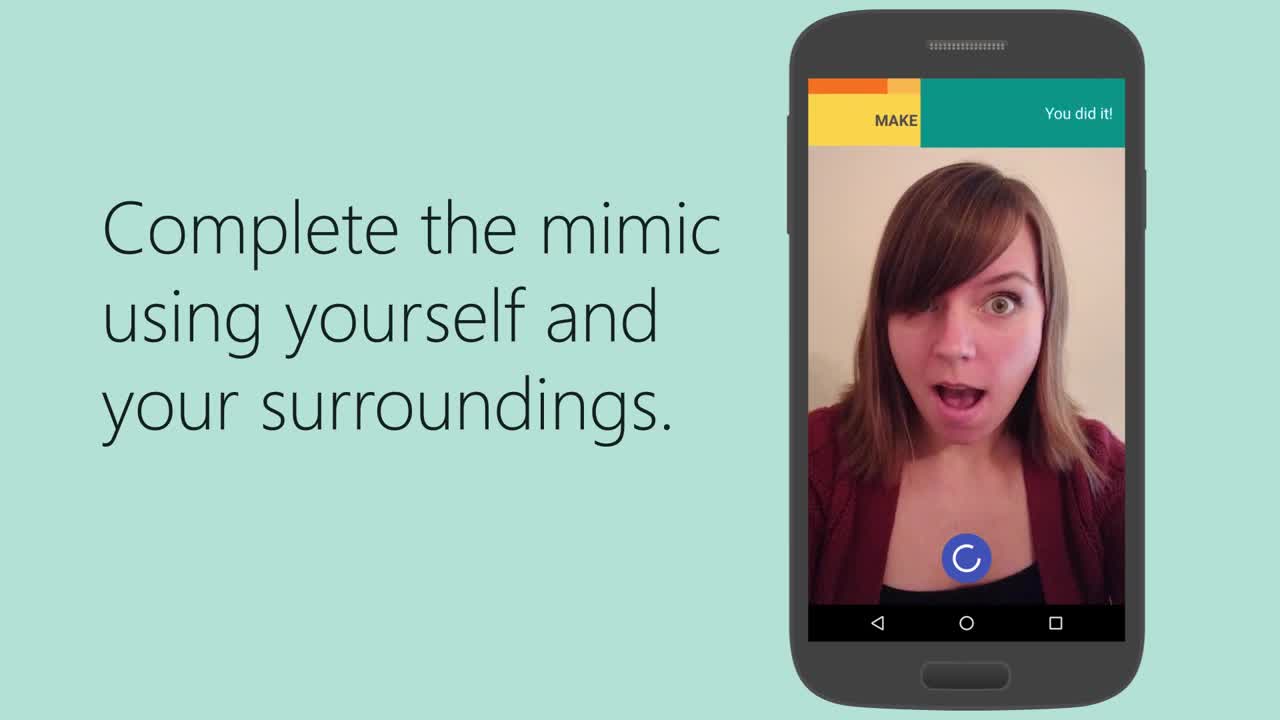 Complete the mimic
using yourself and
your surroundings.
MAKE
You did it!